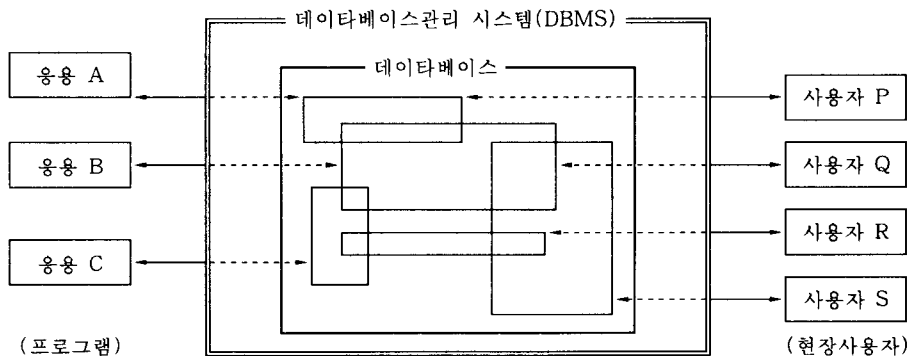 데이타베이스관리 시스템(DBMS)
데이타베이스
응용 A
응용 B
응용 C
(프로그램)
사용자 P
사용자 Q
사용자 R
사용자 S
(현장사용자)